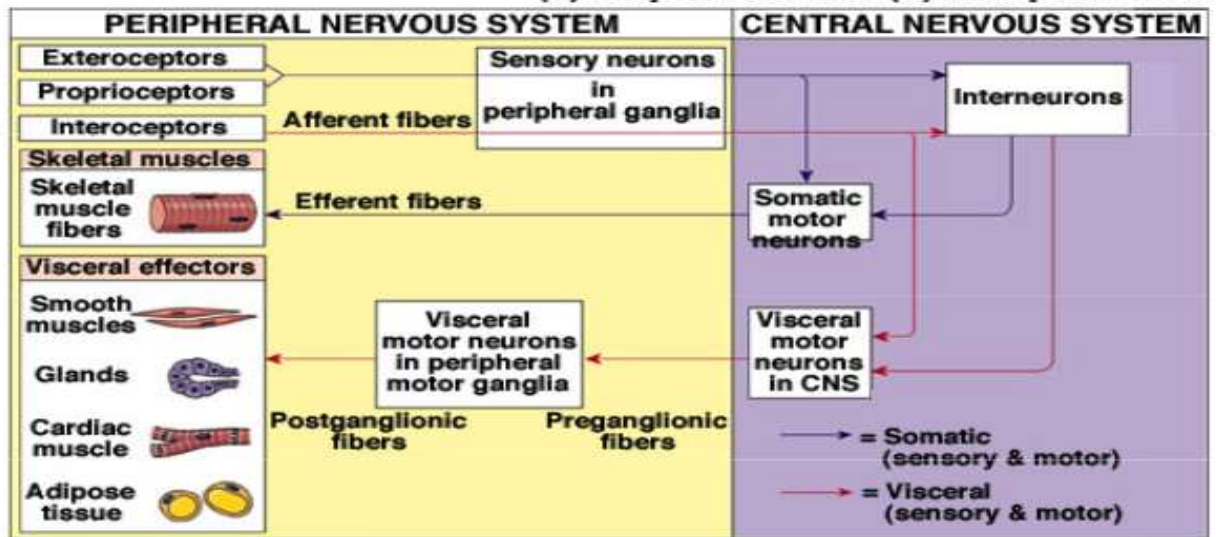 PERIPHERAL NERVOUS SYSTEM
CENTRAL NERVOUS SYSTEM
Exteroceptors
Proprioceptors
Interoceptors
Afferent fibers
Sensory neurons
in
peripheral ganglia
Interneurons
Skeletal muscles
Skeletal
muscle
fibers
Efferent fibers
Somatic
motor
neurons
Visceral effectors
Smooth
muscles
Glands
Cardiac
muscle
Adipose
tissue
Visceral
motor neurons
in peripheral
motor ganglia
Postganglionic
fibers
Preganglionic
fibers
Visceral
motor
neurons
in CNS
= Somatic
(sensory & motor)
= Visceral
(sensory & motor)